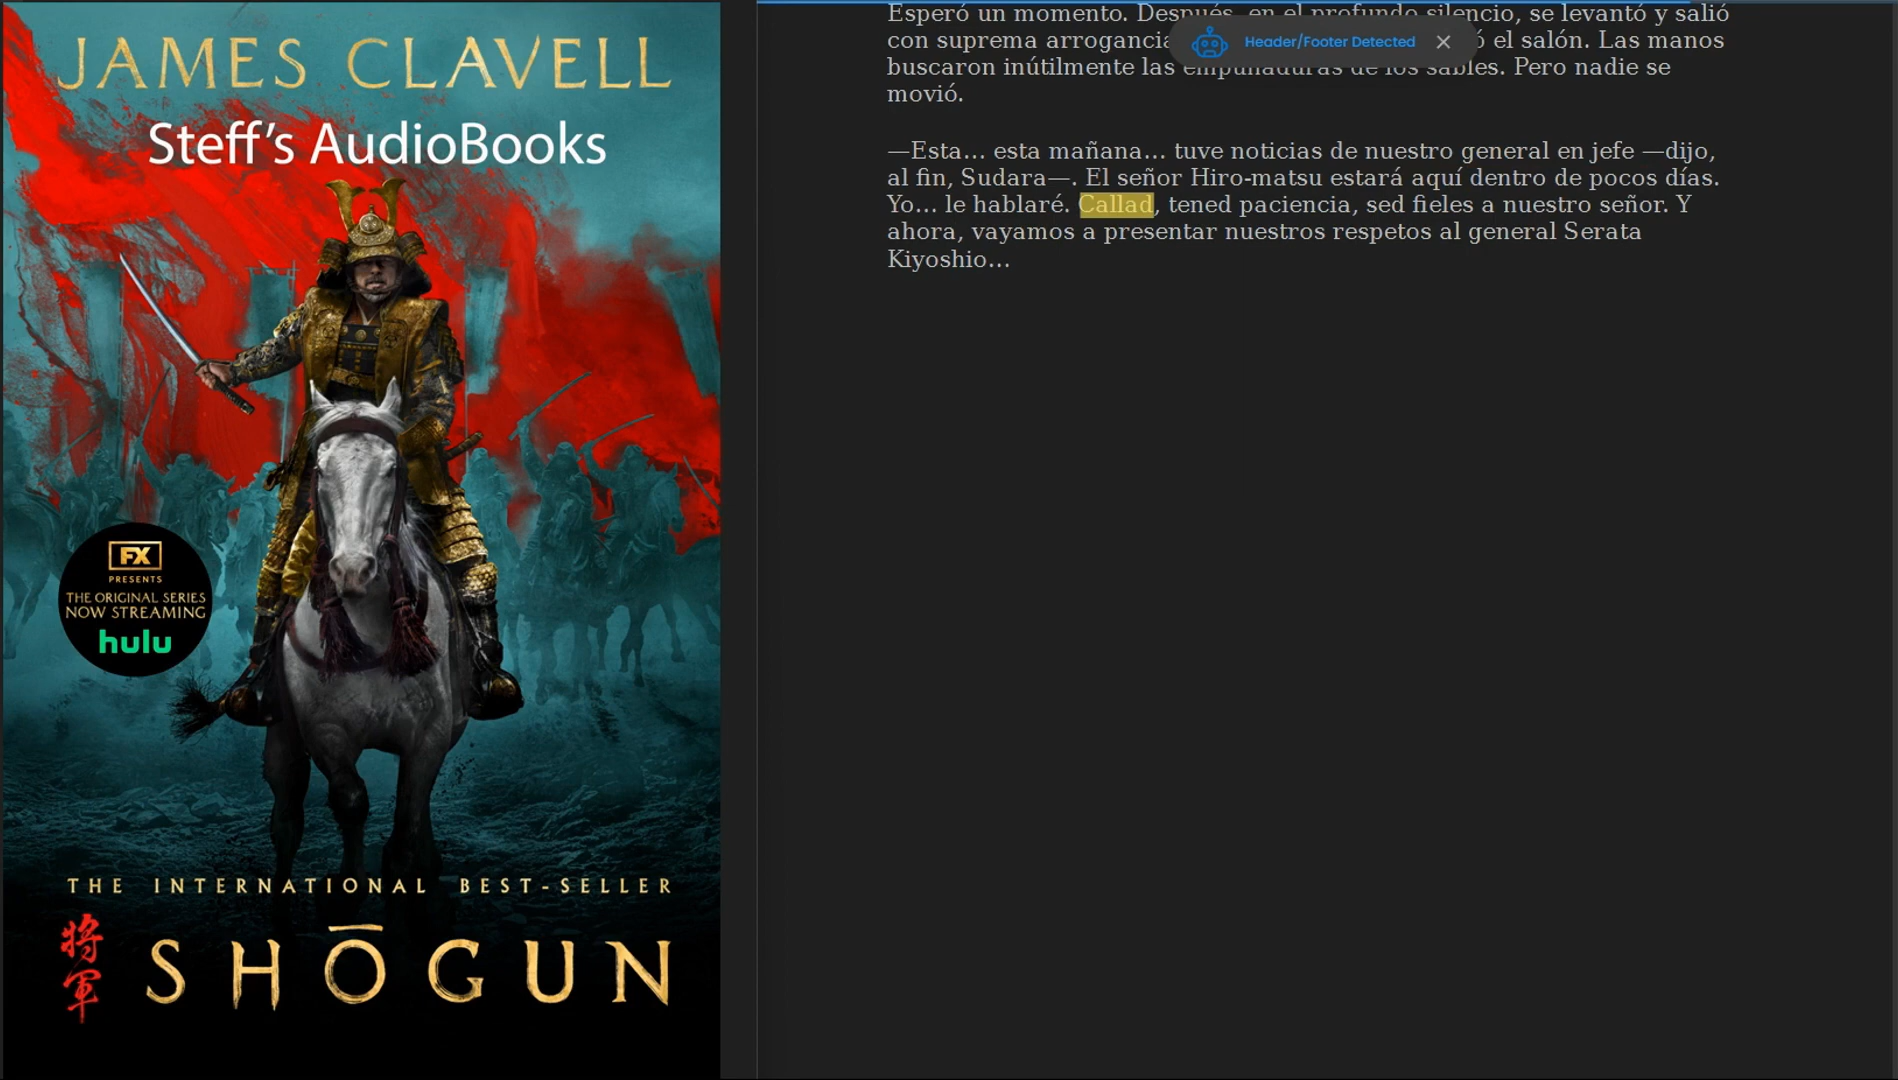 JAMES CLAVELL
Steff's AudioBooks
FX
PRESENTS
THE ORIGINAL SERIES
NOW STREAMING
hulu
THE INTERNATIONAL BEST-SELLER
将軍
SHŌGUN
Header/Footer Detected
Esperó un momento. Después, en el profundo silencio, se levantó y salió
con suprema arrogancia ó el salón. Las manos
buscaron inútilmente las empuñaduras de los sables. Pero nadie se
movió.
—Esta... esta mañana... tuve noticias de nuestro general en jefe —dijo,
al fin, Sudara—. El señor Hiro-matsu estará aquí dentro de pocos días.
Yo... le hablaré. Callad, tened paciencia, sed fieles a nuestro señor. Y
ahora, vayamos a presentar nuestros respetos al general Serata
Kiyoshio...